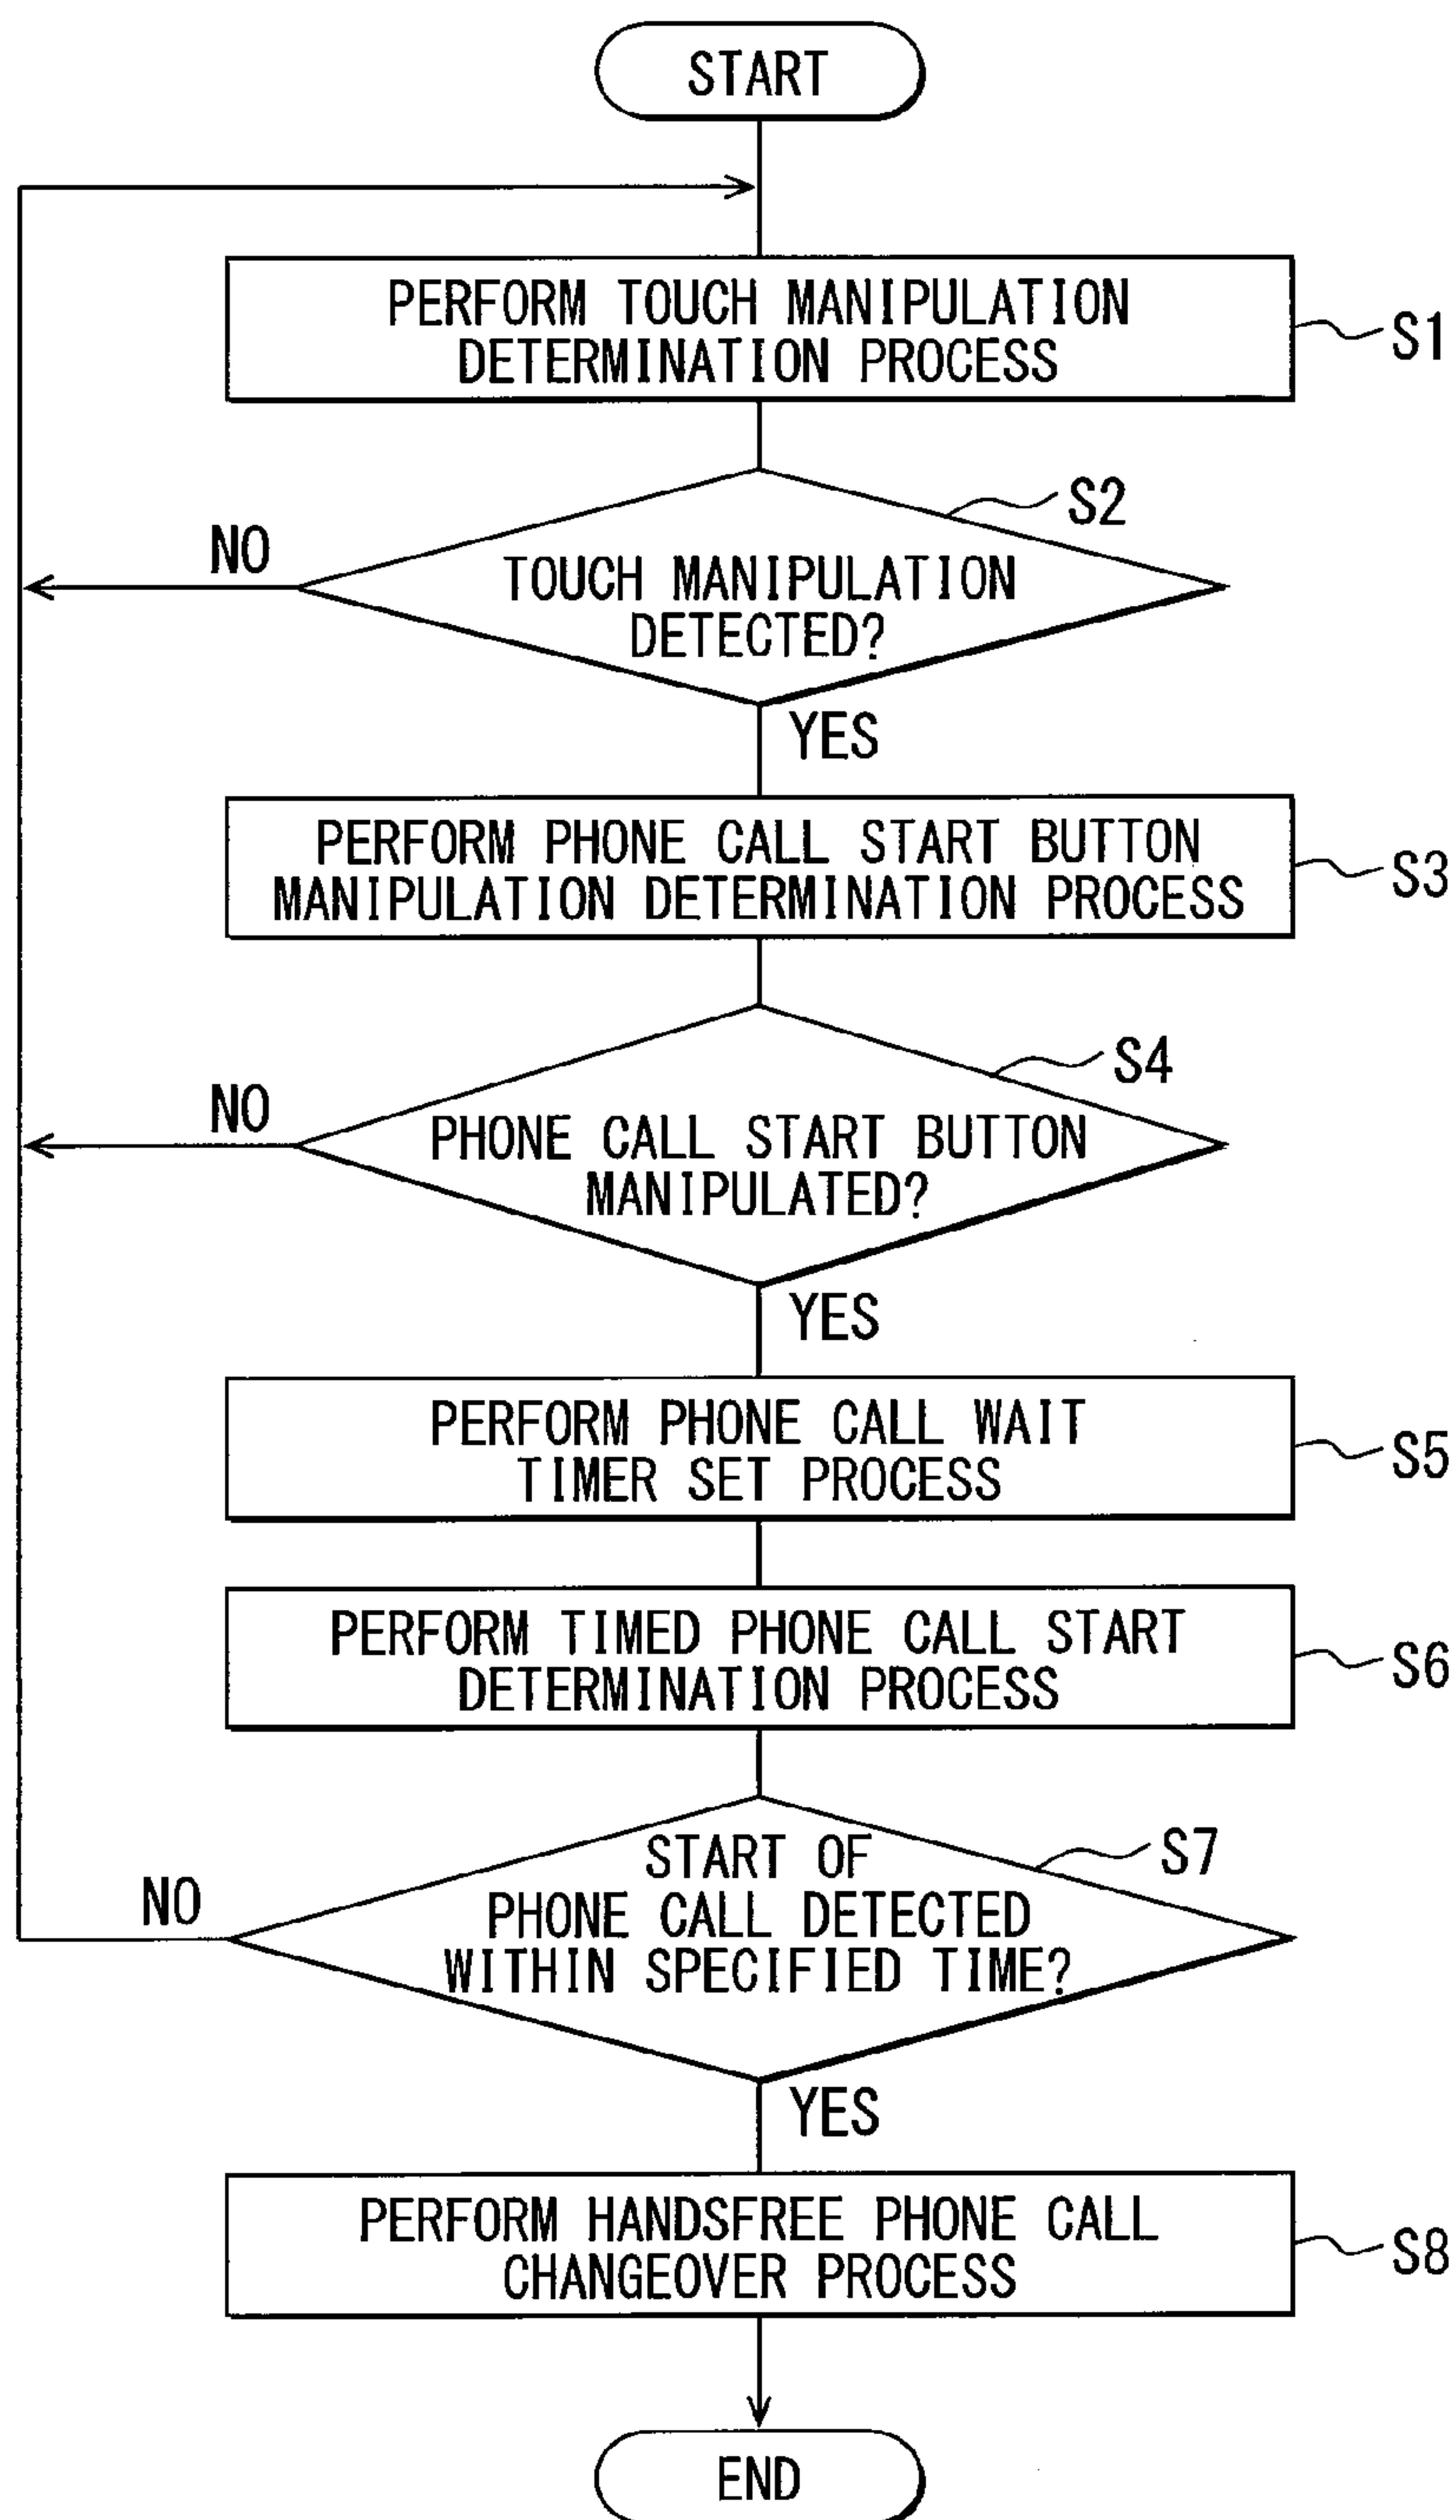 START
PERFORM TOUCH MANIPULATION
DETERMINATION PROCESS
S1
S2
NO
TOUCH MANIPULATION
DETECTED?
YES
PERFORM PHONE CALL START BUTTON
MANIPULATION DETERMINATION PROCESS
S3
S4
NO
PHONE CALL START BUTTON
MANIPULATED?
YES
PERFORM PHONE CALL WAIT
TIMER SET PROCESS
S5
PERFORM TIMED PHONE CALL START
DETERMINATION PROCESS
S6
S7
NO
START OF
PHONE CALL DETECTED
WITHIN SPECIFIED TIME?
YES
PERFORM HANDSFREE PHONE CALL
CHANGEOVER PROCESS
S8
END